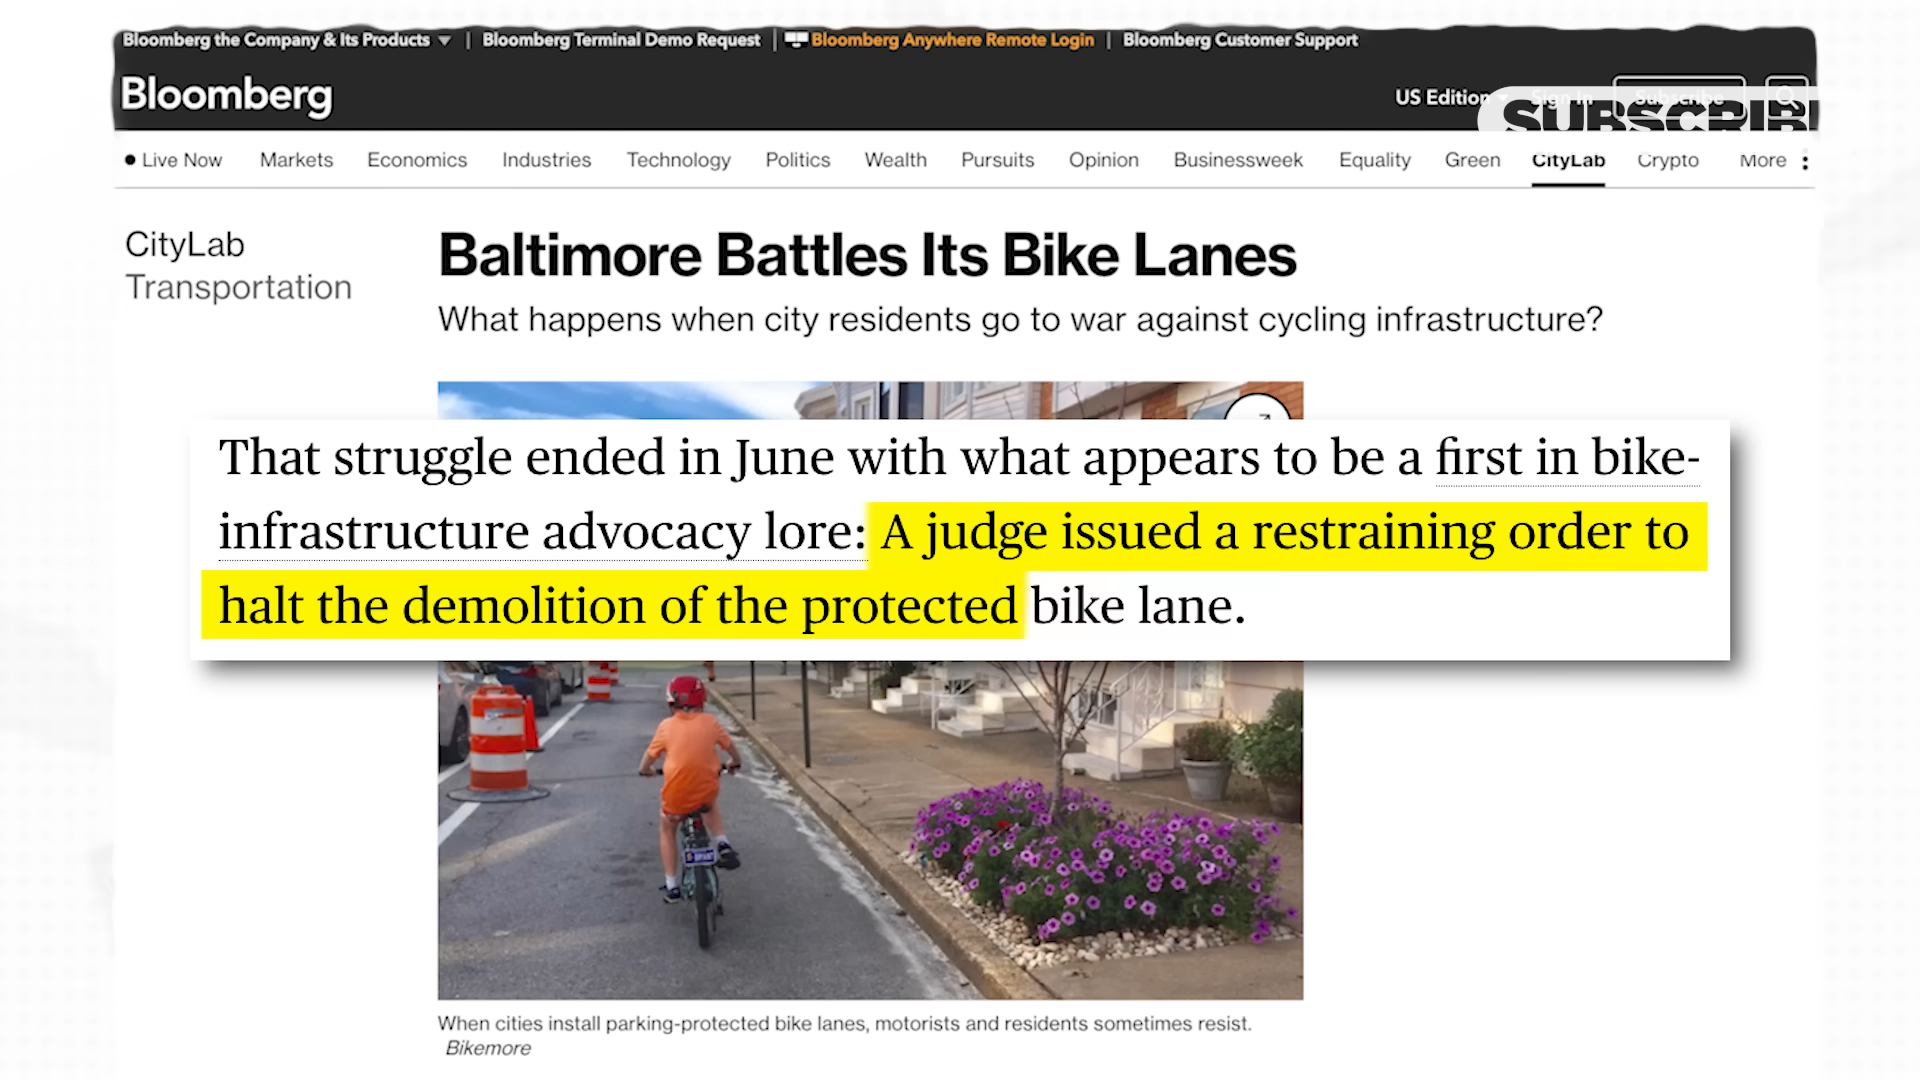 Bloomberg the Company & Its Products ▼ | Bloomberg Terminal Demo Request | Bloomberg Anywhere Remote Login | Bloomberg Customer Support
Bloomberg
US Edition Sign In Subscribe
SUBSCRIB
Live Now Markets Economics Industries Technology Politics Wealth Pursuits Opinion Businessweek Equality Green CityLab Crypto More
CityLab
Transportation
Baltimore Battles Its Bike Lanes
What happens when city residents go to war against cycling infrastructure?
That struggle ended in June with what appears to be a first in bike-
infrastructure advocacy lore: A judge issued a restraining order to
halt the demolition of the protected bike lane.
When cities install parking-protected bike lanes, motorists and residents sometimes resist.
Bikemore